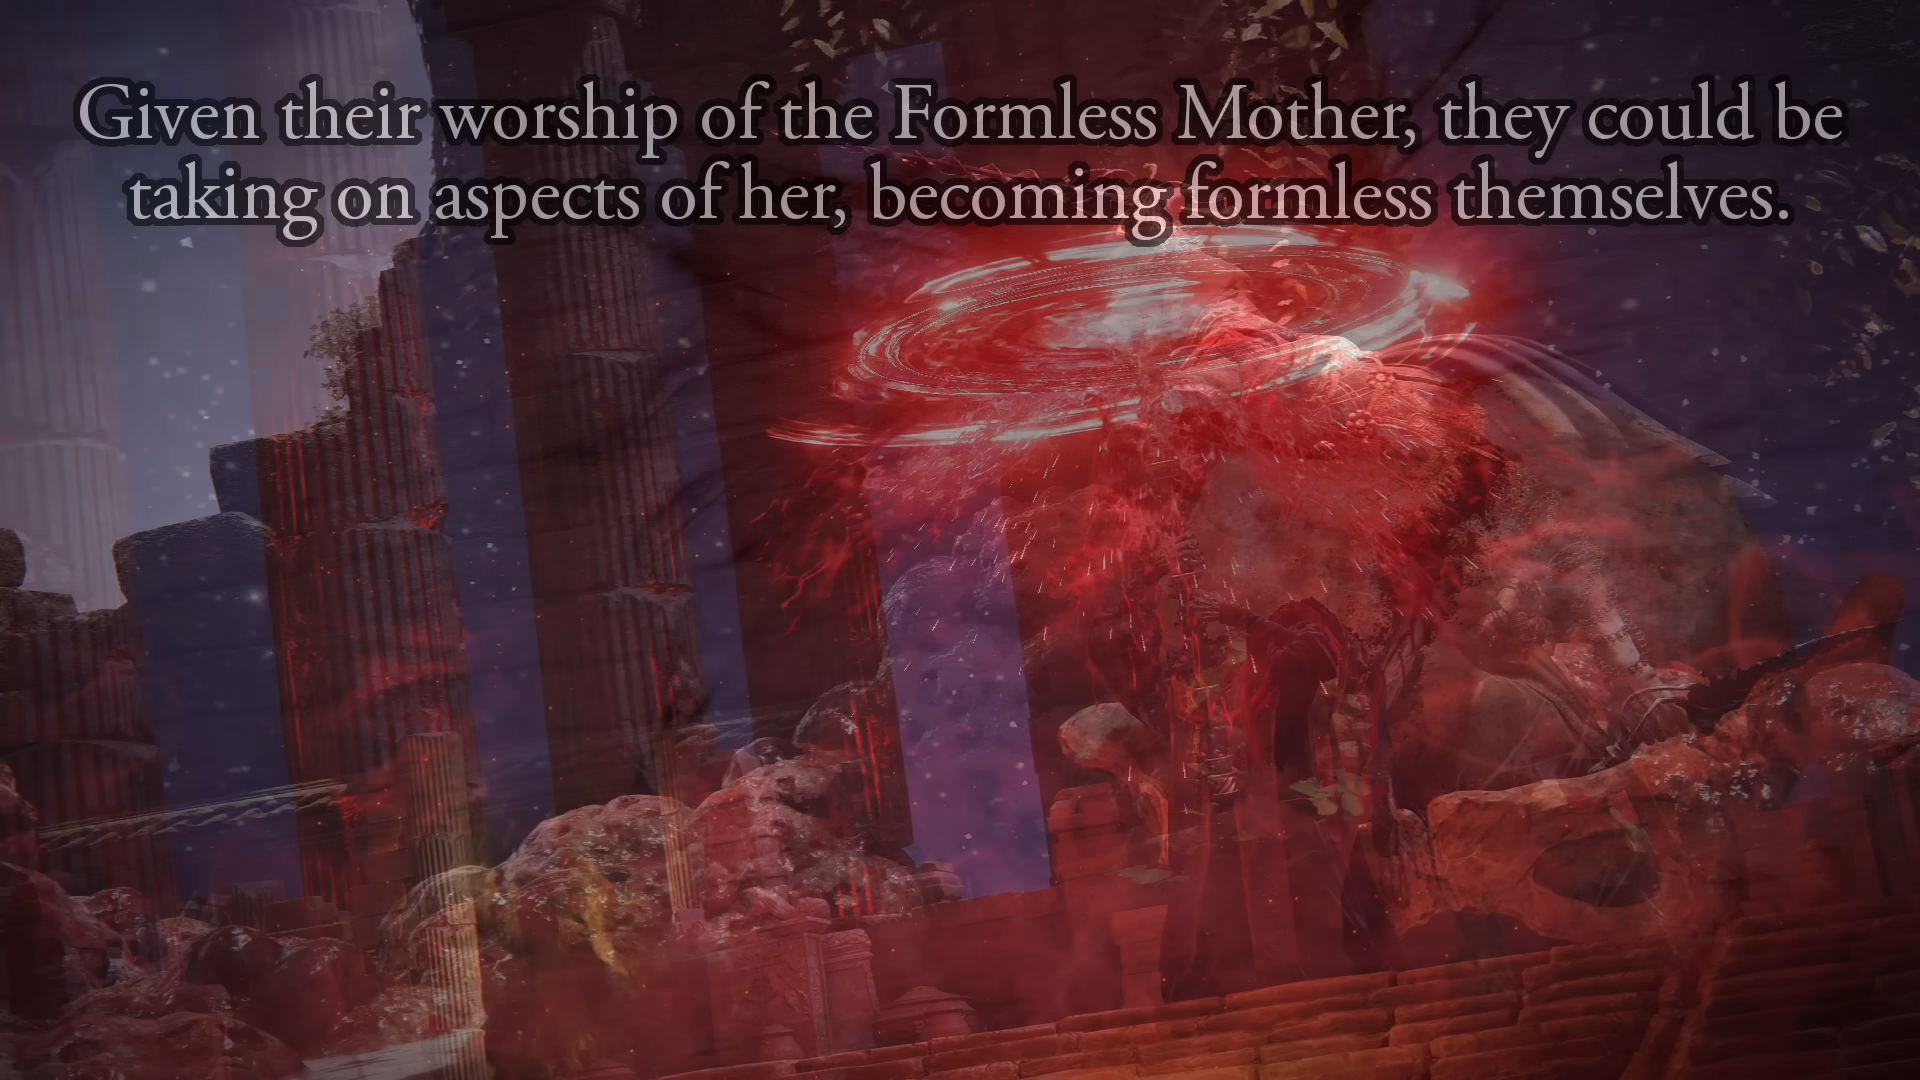 Given their worship of the Formless Mother, they could be
taking on aspects of her, becoming formless themselves.